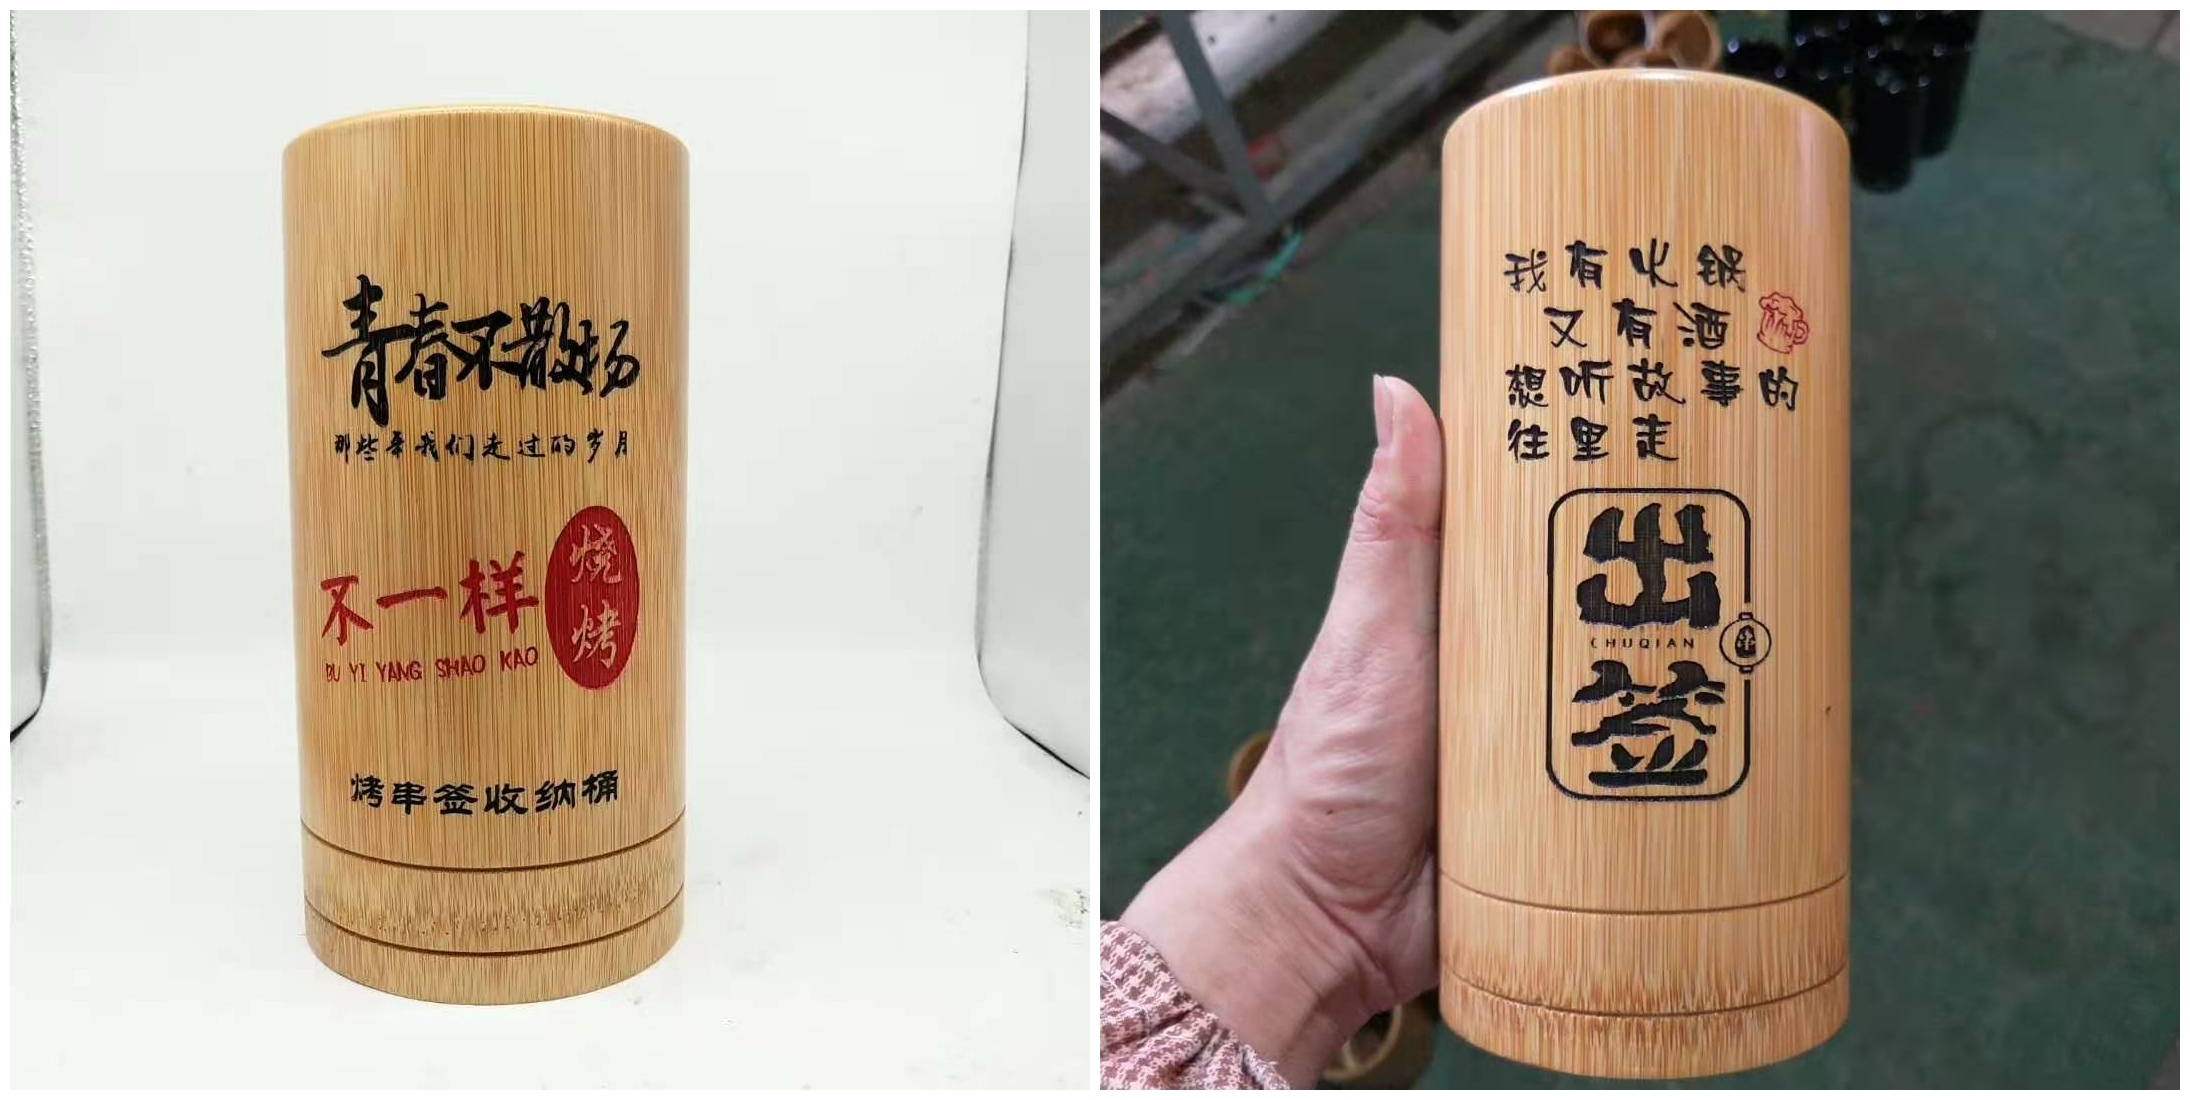 青春不散场
那些年我们走过的岁月
不一样
烧烤
BU YI YANG SHAO KAO
烤串签收纳桶
我有火锅
又有酒
想听故事的
往里走
出
CHUQIAN
串
签